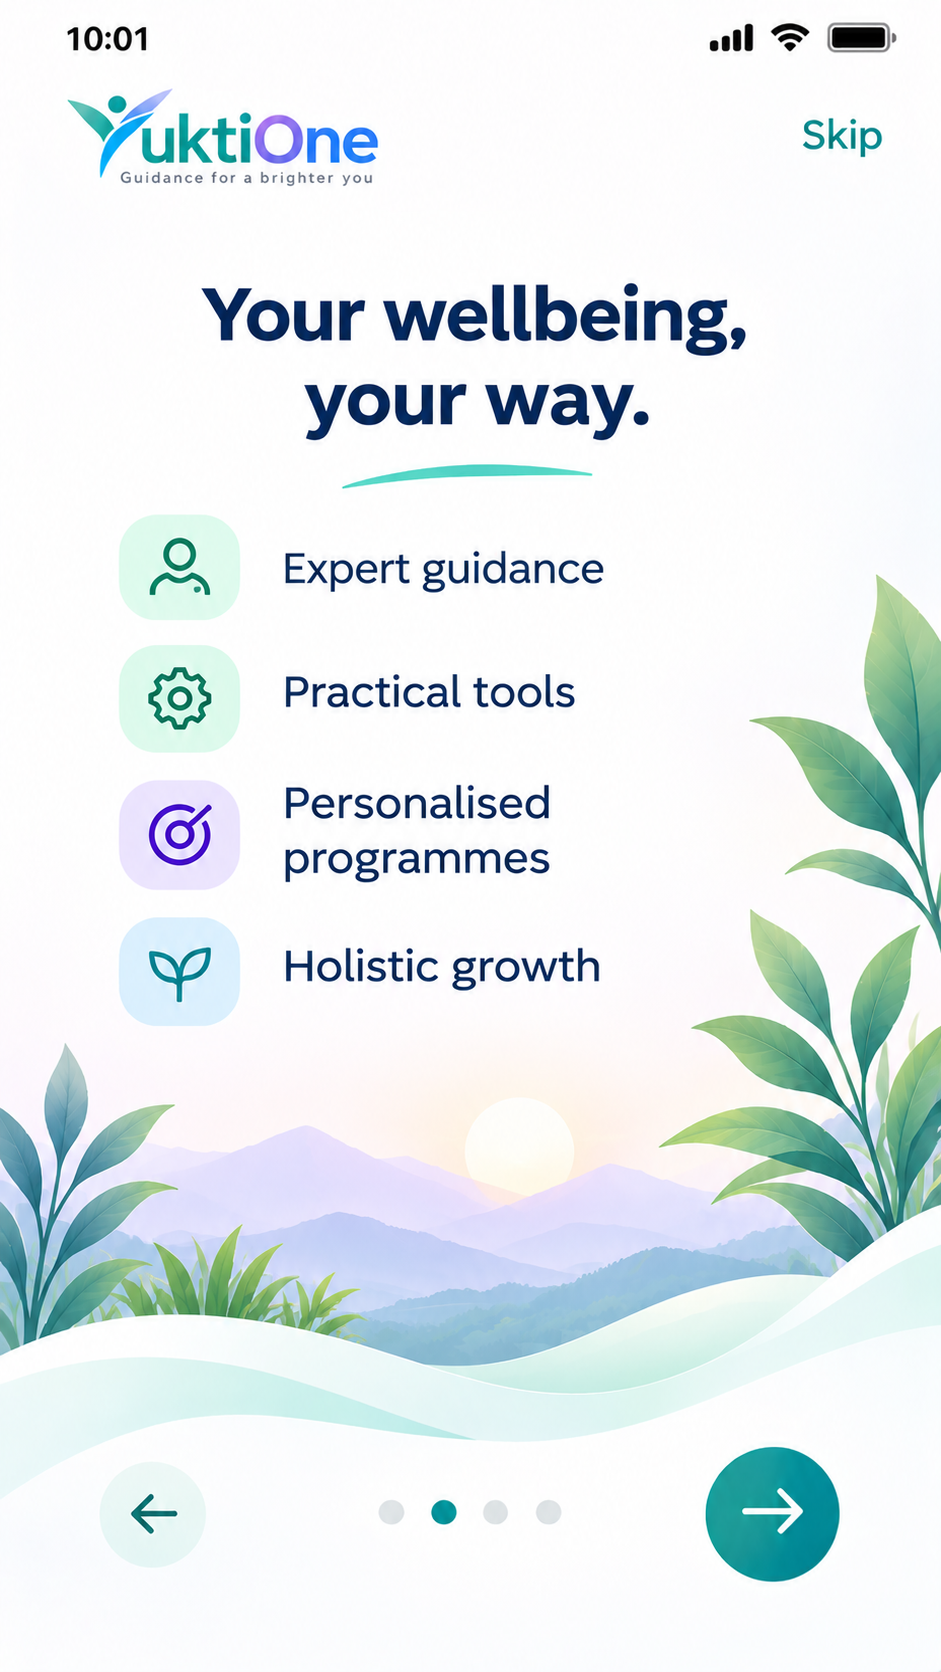 10:01
YuktiOne
Guidance for a brighter you
Skip
Your wellbeing,
your way.
Expert guidance
Practical tools
Personalised
programmes
Holistic growth